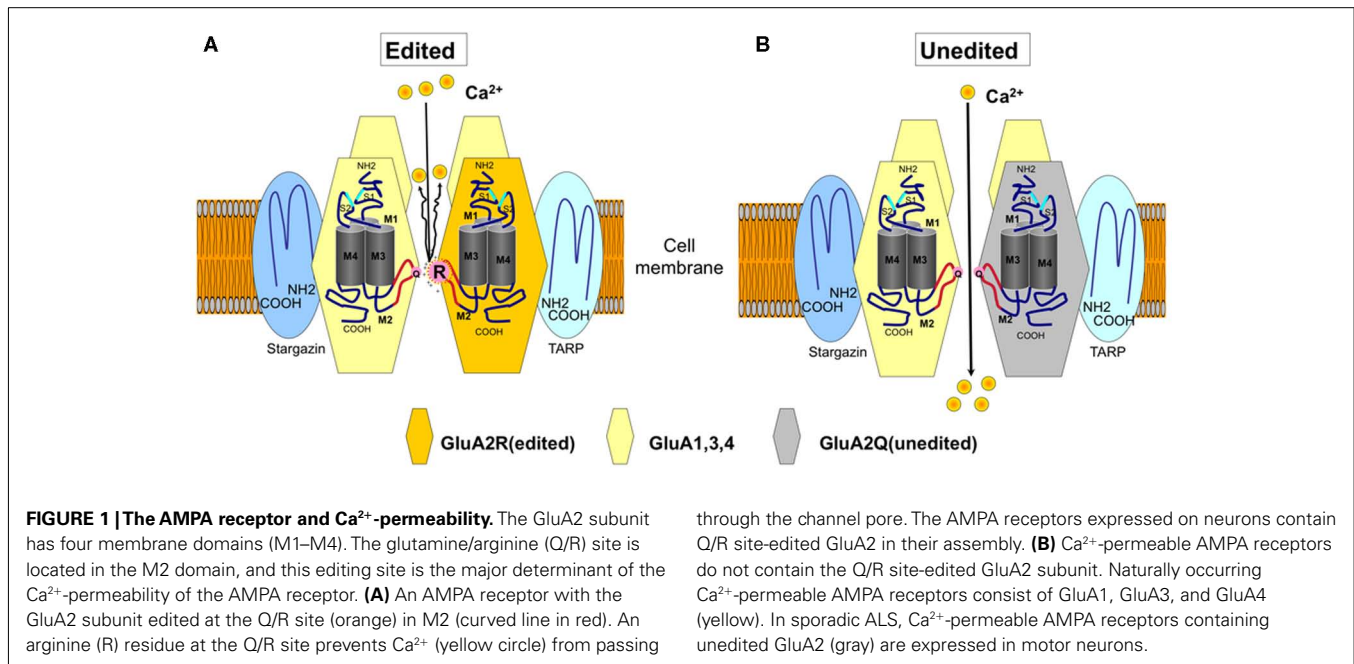 A
Edited
Ca²⁺
NH2
S1
S2
M1
M4
M3
Q
M2
COOH
NH2
COOH
Stargazin
NH2
S1
S2
M1
M3
M4
R
M2
COOH
NH2
COOH
TARP
Cell
membrane
B
Unedited
Ca²⁺
NH2
S1
S2
M1
M4
M3
Q
M2
COOH
NH2
COOH
Stargazin
NH2
S1
S2
M1
M3
M4
Q
M2
COOH
NH2
COOH
TARP
GluA2R(edited)
GluA1,3,4
GluA2Q(unedited)
FIGURE 1 | The AMPA receptor and Ca²⁺-permeability. The GluA2 subunit
has four membrane domains (M1–M4). The glutamine/arginine (Q/R) site is
located in the M2 domain, and this editing site is the major determinant of the
Ca²⁺-permeability of the AMPA receptor. (A) An AMPA receptor with the
GluA2 subunit edited at the Q/R site (orange) in M2 (curved line in red). An
arginine (R) residue at the Q/R site prevents Ca²⁺ (yellow circle) from passing
through the channel pore. The AMPA receptors expressed on neurons contain
Q/R site-edited GluA2 in their assembly. (B) Ca²⁺-permeable AMPA receptors
do not contain the Q/R site-edited GluA2 subunit. Naturally occurring
Ca²⁺-permeable AMPA receptors consist of GluA1, GluA3, and GluA4
(yellow). In sporadic ALS, Ca²⁺-permeable AMPA receptors containing
unedited GluA2 (gray) are expressed in motor neurons.